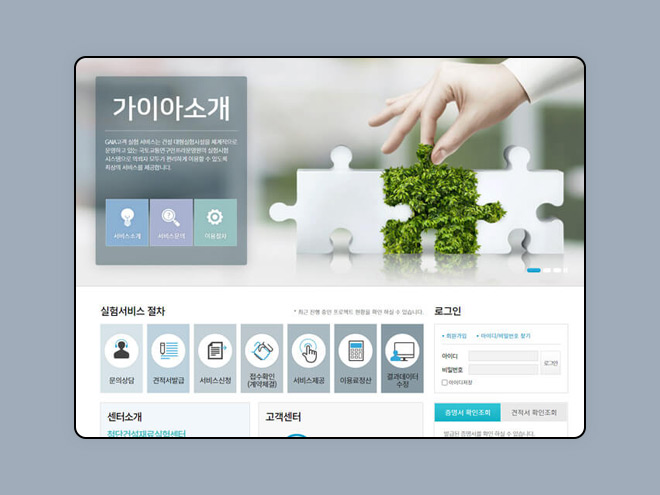 가이아소개
GAIA고객 실험 서비스는 건설 대형실험시설을 체계적으로
운영하고 있는 국토교통연구인프라운영원의 실험시험
시스템으로 의뢰자 모두가 편리하게 이용할 수 있도록
최상의 서비스를 제공합니다.
서비스소개
서비스문의
이용절차
실험서비스 절차
* 최근 진행 중인 프로젝트 현황을 확인 하실 수 있습니다.
문의상담
견적서발급
서비스신청
접수확인
(계약체결)
서비스제공
이용료정산
결과데이터
수정
로그인
• 회원가입 • 아이디/비밀번호 찾기
아이디
비밀번호
로그인
아이디저장
센터소개
첨단건설재료실험센터
고객센터
증명서 확인조회
견적서 확인조회
발급된 증명서를 확인 하실 수 있습니다.